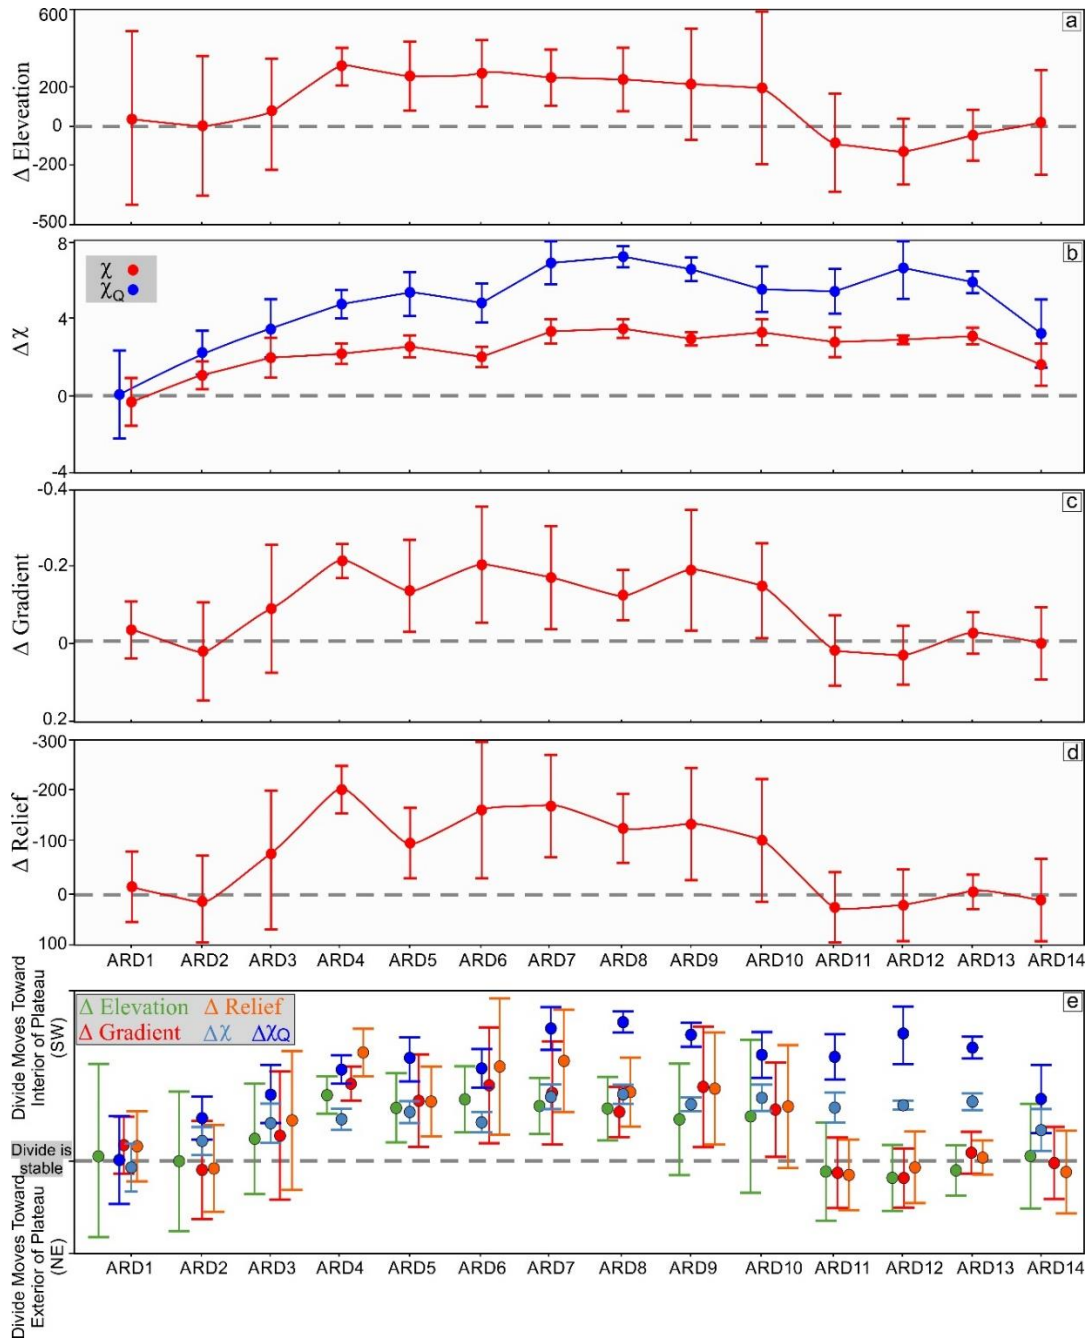 a
Δ Eleveation
600
200
0
-200
-500
b
χ
χQ
Δχ
8
4
0
-4
c
Δ Gradient
-0.4
-0.2
0
0.2
d
Δ Relief
-300
-200
-100
0
100
ARD1 ARD2 ARD3 ARD4 ARD5 ARD6 ARD7 ARD8 ARD9 ARD10 ARD11 ARD12 ARD13 ARD14
e
Δ Elevation Δ Relief
Δ Gradient Δχ ΔχQ
Divide Moves Toward
Interior of Plateau
(SW)
Divide is
stable
Divide Moves Toward
Exterior of Plateau
(NE)
ARD1 ARD2 ARD3 ARD4 ARD5 ARD6 ARD7 ARD8 ARD9 ARD10 ARD11 ARD12 ARD13 ARD14